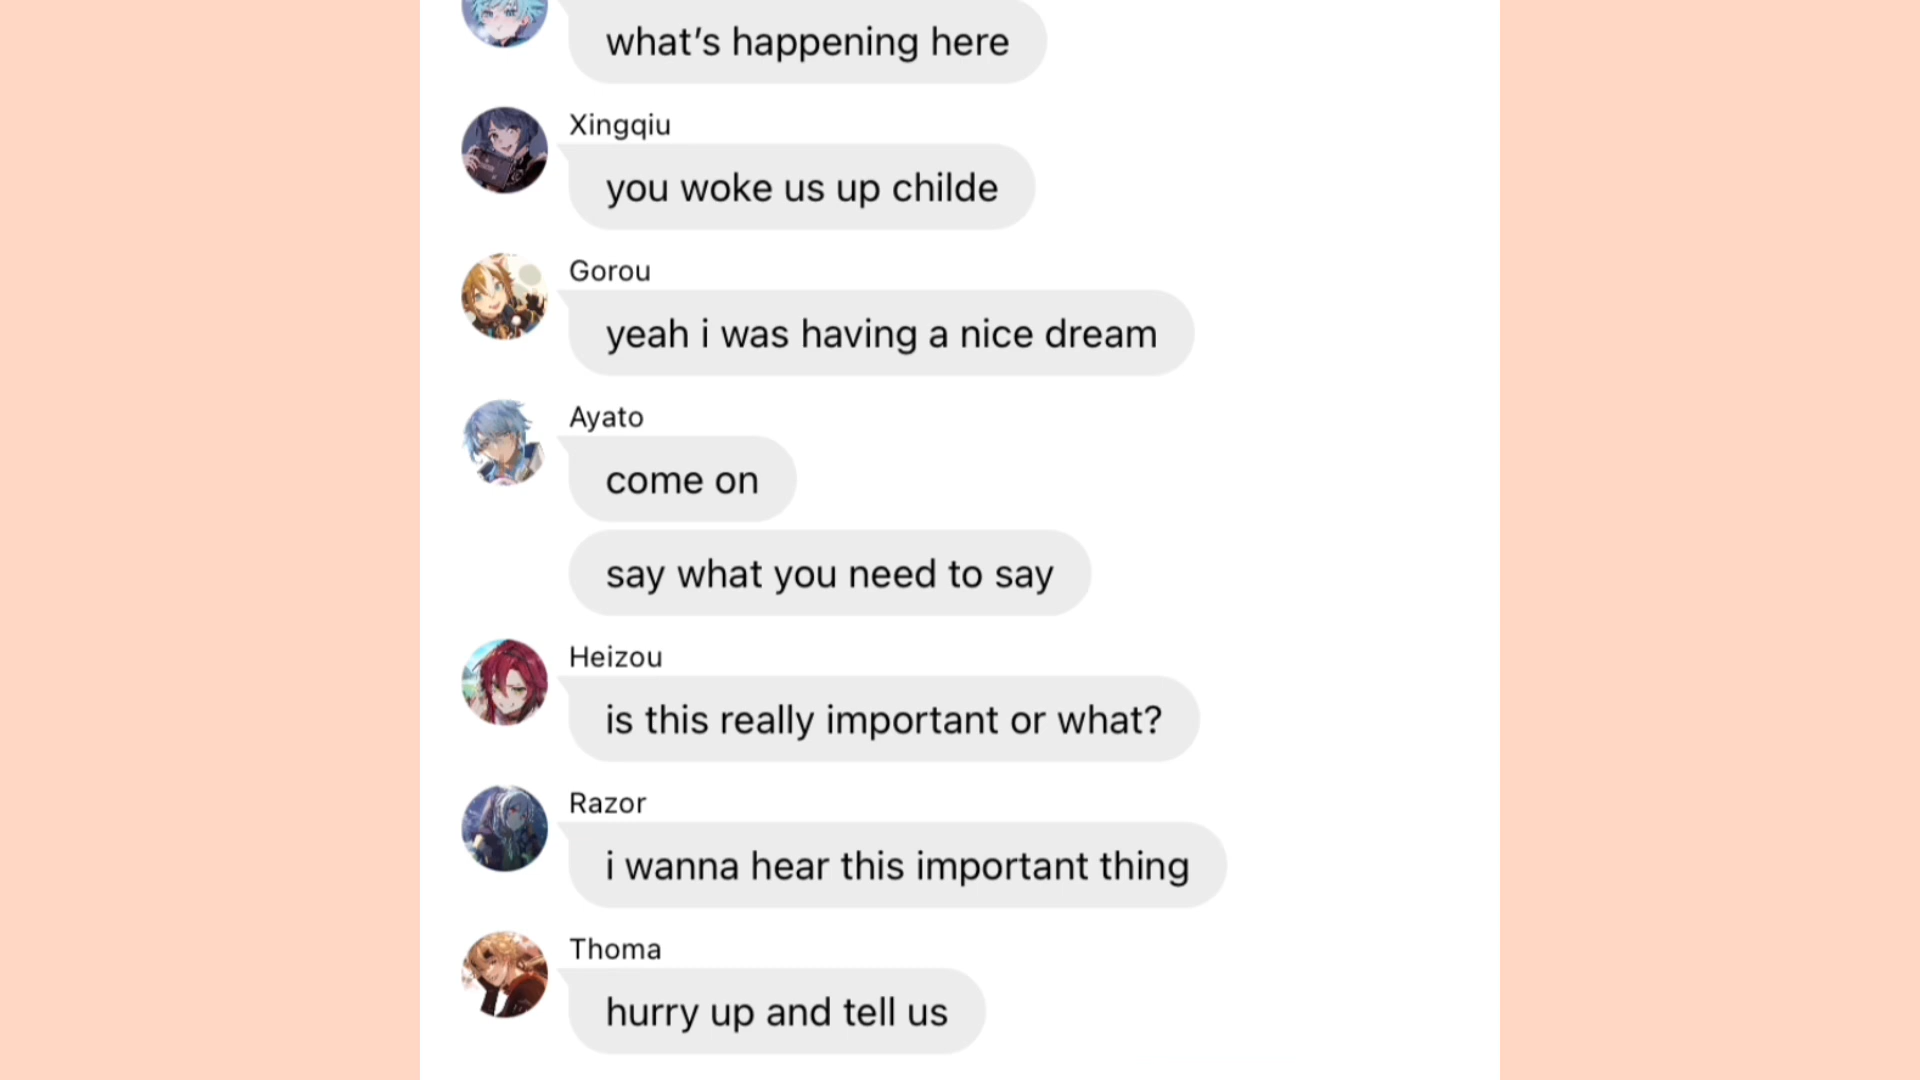 what's happening here
Xingqiu
you woke us up childe
Gorou
yeah i was having a nice dream
Ayato
come on
say what you need to say
Heizou
is this really important or what?
Razor
i wanna hear this important thing
Thoma
hurry up and tell us